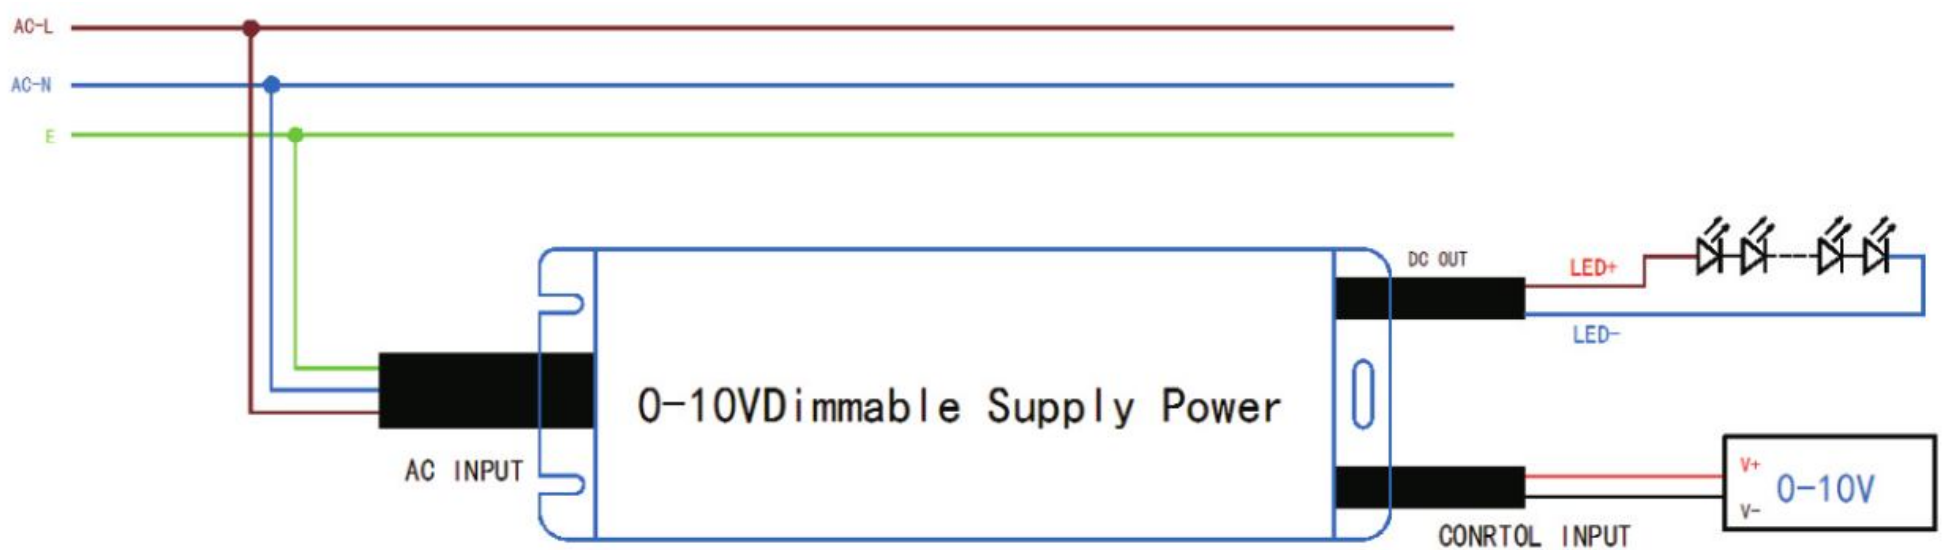 AC-L
AC-N
E
DC OUT
LED+
LED-
0-10VDimmable Supply Power
AC INPUT
V+
0-10V
V-
CONRTOL INPUT